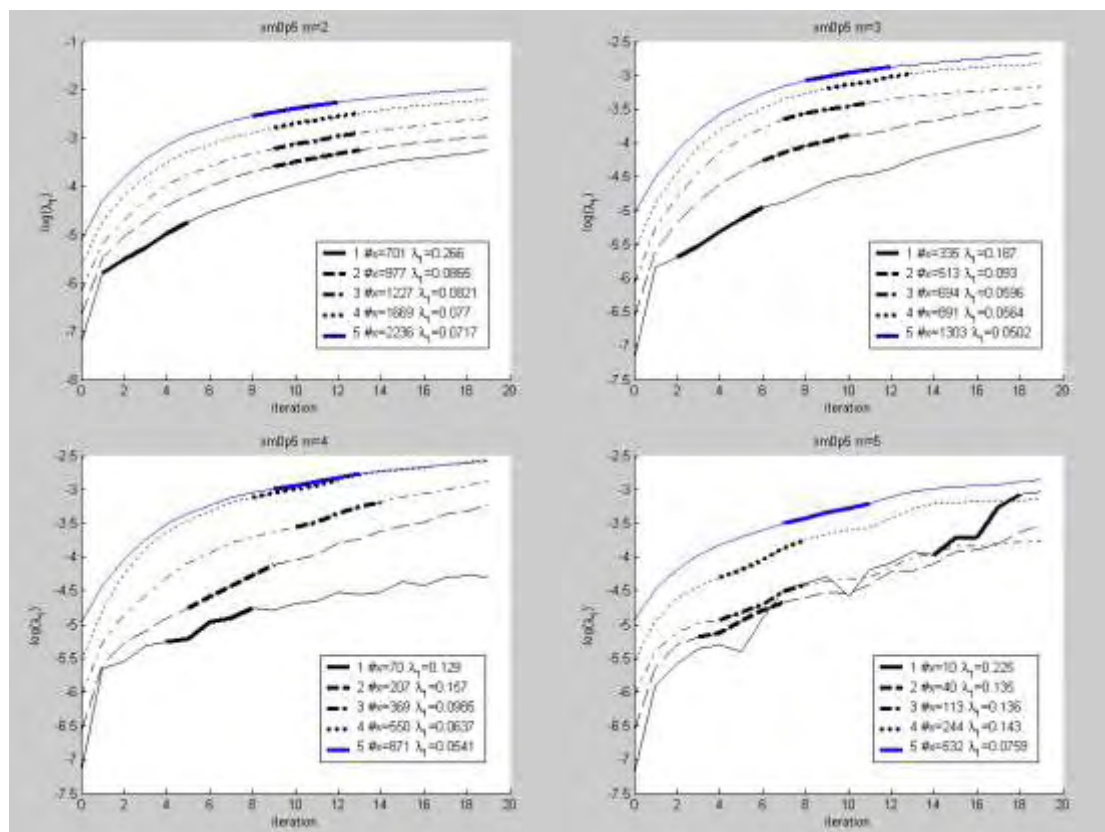 sm0p5 m=2
-1
-2
-3
-4
-5
-6
-7
-8
log(λ₁)
0 2 4 6 8 10 12 14 16 18 20
iteration
1 #x=701 λ₁=0.266
2 #x=977 λ₁=0.0866
3 #x=1227 λ₁=0.0821
4 #x=1669 λ₁=0.077
5 #x=2236 λ₁=0.0717
sm0p5 m=3
-2.5
-3
-3.5
-4
-4.5
-5
-5.5
-6
-6.5
-7
-7.5
log(λ₁)
0 2 4 6 8 10 12 14 16 18 20
iteration
1 #x=335 λ₁=0.187
2 #x=513 λ₁=0.093
3 #x=694 λ₁=0.0596
4 #x=891 λ₁=0.0564
5 #x=1303 λ₁=0.0502
sm0p5 m=4
-2.5
-3
-3.5
-4
-4.5
-5
-5.5
-6
-6.5
-7
-7.5
log(λ₁)
0 2 4 6 8 10 12 14 16 18 20
iteration
1 #x=70 λ₁=0.129
2 #x=207 λ₁=0.157
3 #x=369 λ₁=0.0985
4 #x=550 λ₁=0.0637
5 #x=871 λ₁=0.0541
sm0p5 m=5
-2.5
-3
-3.5
-4
-4.5
-5
-5.5
-6
-6.5
-7
-7.5
log(λ₁)
0 2 4 6 8 10 12 14 16 18 20
iteration
1 #x=10 λ₁=0.226
2 #x=40 λ₁=0.135
3 #x=113 λ₁=0.136
4 #x=244 λ₁=0.143
5 #x=532 λ₁=0.0759